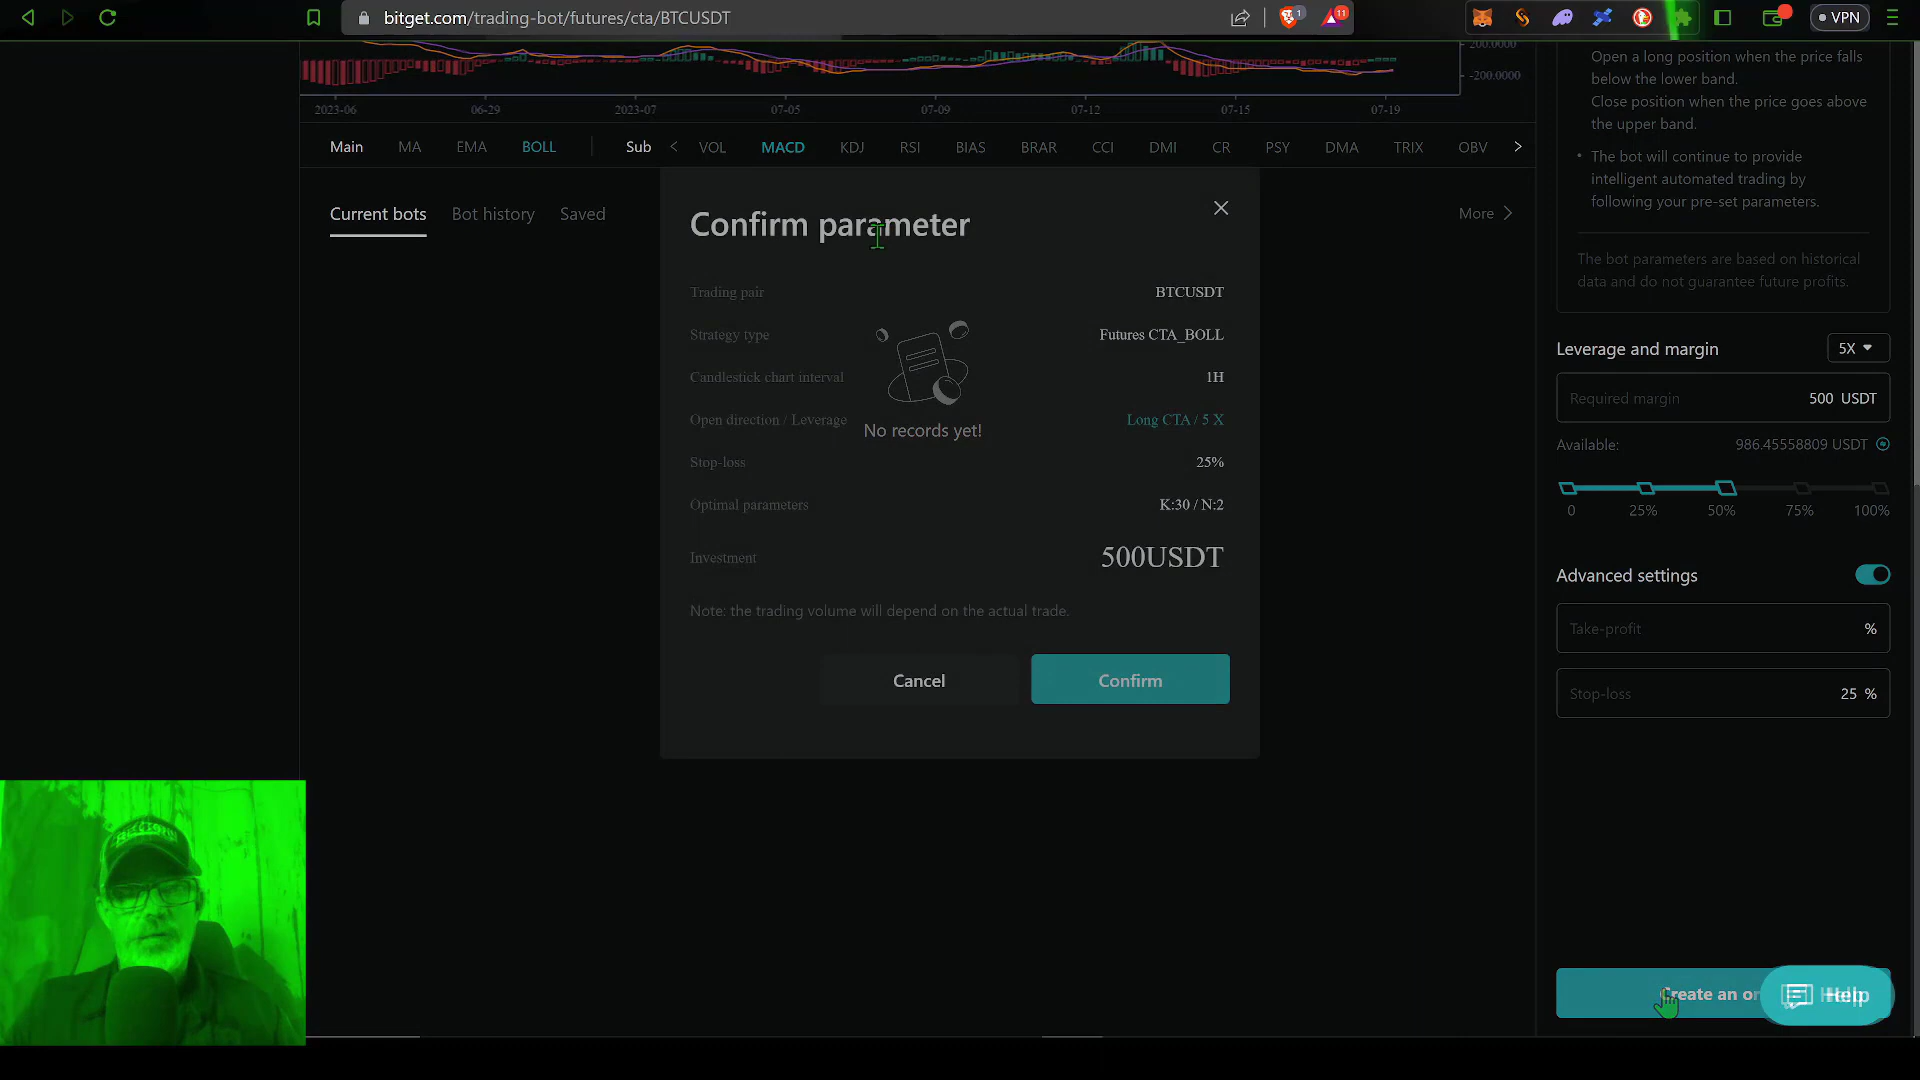 bitget.com/trading-bot/futures/cta/BTCUSDT
1
11
VPN
200.0000
-200.0000
2023-06
06-29
2023-07
07-05
07-09
07-12
07-15
07-19
Main
MA
EMA
BOLL
Sub
VOL
MACD
KDJ
RSI
BIAS
BRAR
CCI
DMI
CR
PSY
DMA
TRIX
OBV
Current bots
Bot history
Saved
More
Confirm parameter
Trading pair
BTCUSDT
Strategy type
Futures CTA_BOLL
Candlestick chart interval
1H
Open direction / Leverage
Long CTA / 5 X
No records yet!
Stop-loss
25%
Optimal parameters
K:30 / N:2
Investment
500USDT
Note: the trading volume will depend on the actual trade.
Cancel
Confirm
Open a long position when the price falls
below the lower band.
Close position when the price goes above
the upper band.
• The bot will continue to provide
intelligent automated trading by
following your pre-set parameters.
The bot parameters are based on historical
data and do not guarantee future profits.
Leverage and margin
5X
Required margin
500 USDT
Available:
986.45558809 USDT
0
25%
50%
75%
100%
Advanced settings
Take-profit
%
Stop-loss
25 %
Create an or
Help